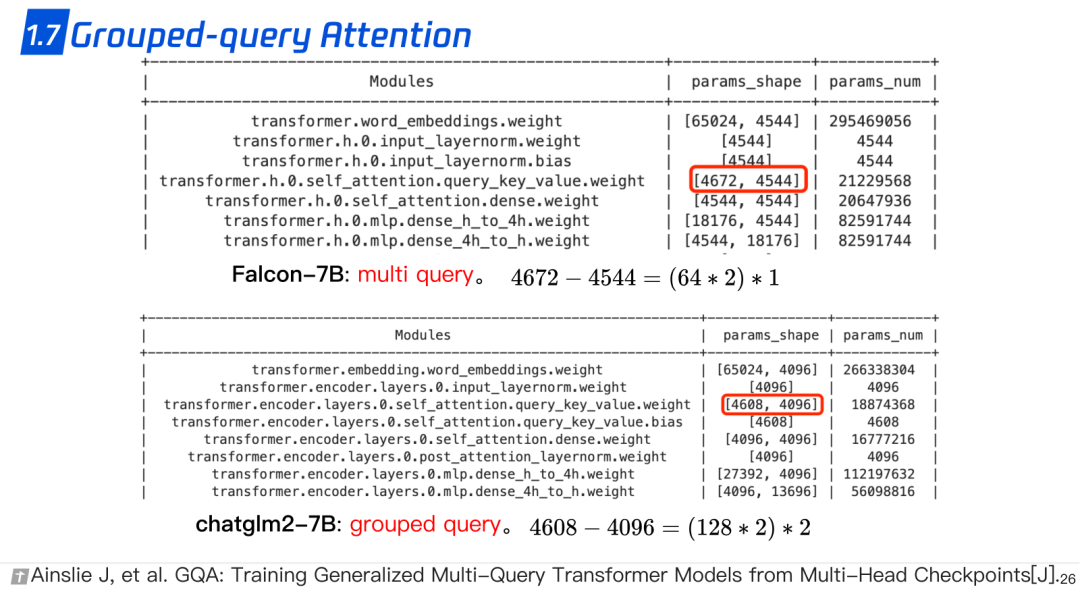 1.7 Grouped-query Attention
+---------------------------------------------------------------+----------------+------------+
| Modules | params_shape | params_num |
+---------------------------------------------------------------+----------------+------------+
| transformer.word_embeddings.weight | [65024, 4544] | 295469056 |
| transformer.h.0.input_layernorm.weight | [4544] | 4544 |
| transformer.h.0.input_layernorm.bias | [4544] | 4544 |
| transformer.h.0.self_attention.query_key_value.weight | [4672, 4544] | 21229568 |
| transformer.h.0.self_attention.dense.weight | [4544, 4544] | 20647936 |
| transformer.h.0.mlp.dense_h_to_4h.weight | [18176, 4544] | 82591744 |
| transformer.h.0.mlp.dense_4h_to_h.weight | [4544, 18176] | 82591744 |
Falcon-7B: multi query。 4672 − 4544 = (64 ∗ 2) ∗ 1
+---------------------------------------------------------------+----------------+------------+
| Modules | params_shape | params_num |
+---------------------------------------------------------------+----------------+------------+
| transformer.embedding.word_embeddings.weight | [65024, 4096] | 266338304 |
| transformer.encoder.layers.0.input_layernorm.weight | [4096] | 4096 |
| transformer.encoder.layers.0.self_attention.query_key_value.weight | [4608, 4096] | 18874368 |
| transformer.encoder.layers.0.self_attention.query_key_value.bias | [4608] | 4608 |
| transformer.encoder.layers.0.self_attention.dense.weight | [4096, 4096] | 16777216 |
| transformer.encoder.layers.0.post_attention_layernorm.weight | [4096] | 4096 |
| transformer.encoder.layers.0.mlp.dense_h_to_4h.weight | [27392, 4096] | 112197632 |
| transformer.encoder.layers.0.mlp.dense_4h_to_h.weight | [4096, 13696] | 56098816 |
chatglm2-7B: grouped query。 4608 − 4096 = (128 ∗ 2) ∗ 2
Ainslie J, et al. GQA: Training Generalized Multi-Query Transformer Models from Multi-Head Checkpoints[J].26